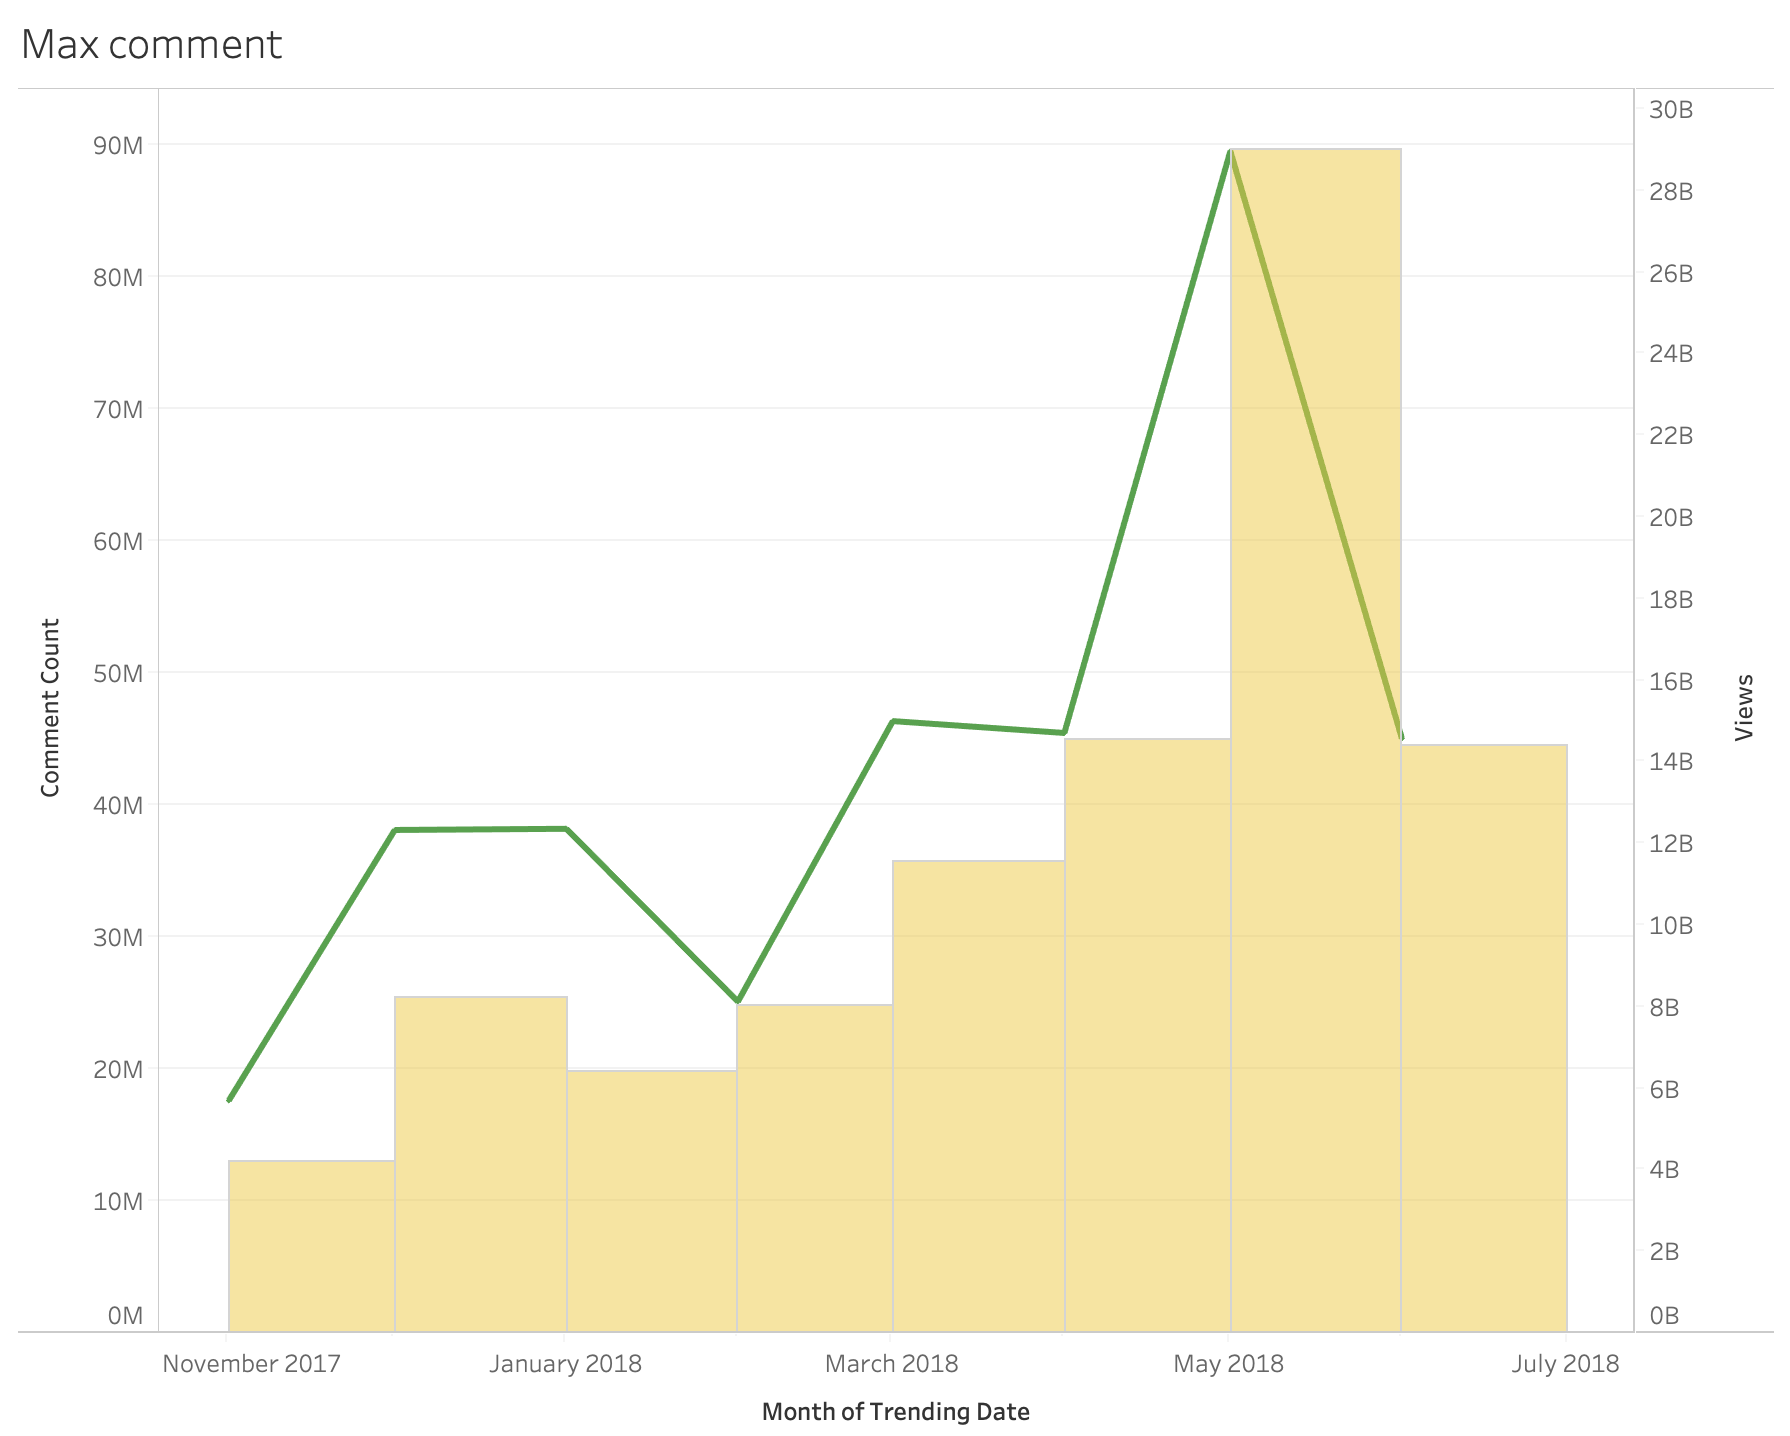 Max comment
30B
90M
28B
80M
26B
24B
70M
22B
60M
20B
18B
50M
16B
Comment Count
Views
40M
14B
12B
30M
10B
8B
20M
6B
10M
4B
2B
0M
0B
November 2017
January 2018
March 2018
May 2018
July 2018
Month of Trending Date